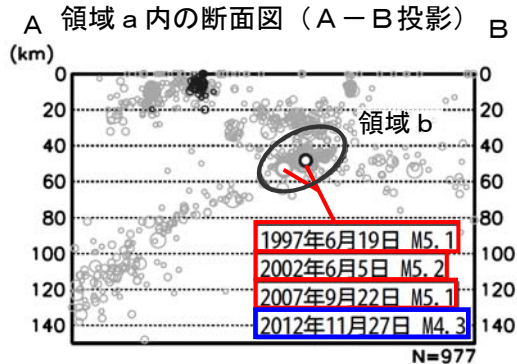 領域a内の断面図（A－B投影）
A B
(km)
0 0
20 20
40 40
60 60
80 80
100 100
120 120
140 140
領域b
1997年6月19日 M5.1
2002年6月5日 M5.2
2007年9月22日 M5.1
2012年11月27日 M4.3
N=977